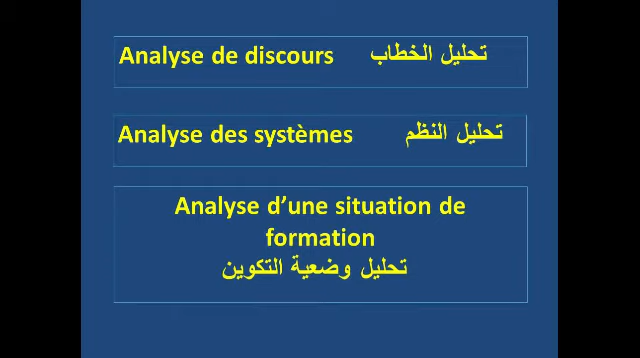 Analyse de discours تحليل الخطاب
Analyse des systèmes تحليل النظم
Analyse d’une situation de
formation
تحليل وضعية التكوين